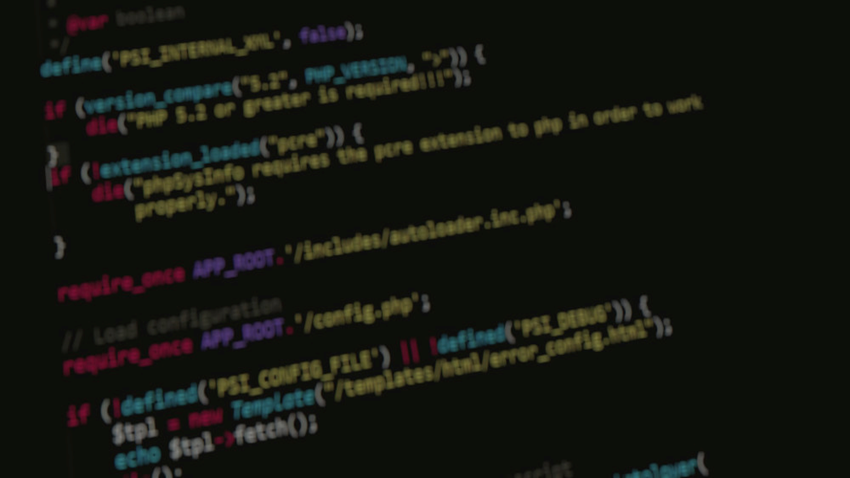 *
* @var boolean
*/
define('PSI_INTERNAL_XML', false);
if (version_compare("5.2", PHP_VERSION, ">")) {
die("PHP 5.2 or greater is required!!!");
}
if (!extension_loaded("pcre")) {
die("phpSysInfo requires the pcre extension to php in order to work
properly.");
}
require_once APP_ROOT.'/includes/autoloader.inc.php';
// Load configuration
require_once APP_ROOT.'/config.php';
if (!defined('PSI_CONFIG_FILE') || !defined('PSI_DEBUG')) {
$tpl = new Template("/templates/html/error_config.html");
echo $tpl->fetch();